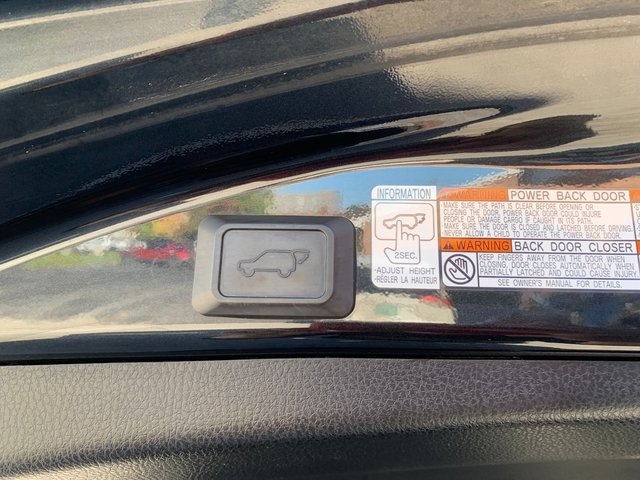 INFORMATION
2SEC.
-ADJUST HEIGHT
-RÉGLER LA HAUTEUR
WARNING POWER BACK DOOR
MAKE SURE THE PATH IS CLEAR BEFORE OPENING OR
CLOSING THE DOOR. POWER BACK DOOR COULD INJURE
PEOPLE OR DAMAGE CARGO IF CAUGHT IN ITS PATH.
MAKE SURE DOOR IS CLOSED AND LATCHED BEFORE DRIVING.
NEVER ALLOW A CHILD TO OPERATE THE POWER BACK DOOR.
WARNING BACK DOOR CLOSER
KEEP FINGERS AWAY FROM THE DOOR
DOOR CLOSES AUTOMATICALLY WHEN
PARTIALLY LATCHED AND COULD CAUSE INJURY
SEE OWNER'S MANUAL FOR DETAILS.